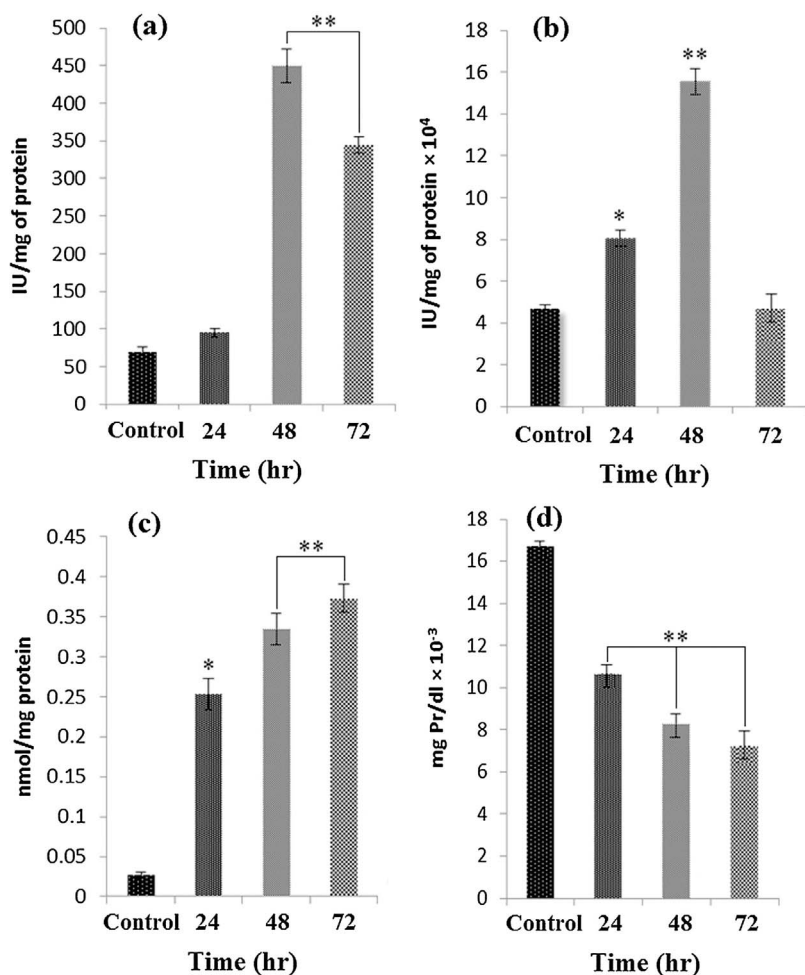 (a)
**
500
450
400
350
300
250
200
150
100
50
0
IU/mg of protein
Control 24 48 72
Time (hr)
(b)
**
*
18
16
14
12
10
8
6
4
2
0
IU/mg of protein × 10⁴
Control 24 48 72
Time (hr)
(c)
**
*
0.45
0.4
0.35
0.3
0.25
0.2
0.15
0.1
0.05
0
nmol/mg protein
Control 24 48 72
Time (hr)
(d)
**
18
16
14
12
10
8
6
4
2
0
mg Pr/dl × 10⁻³
Control 24 48 72
Time (hr)